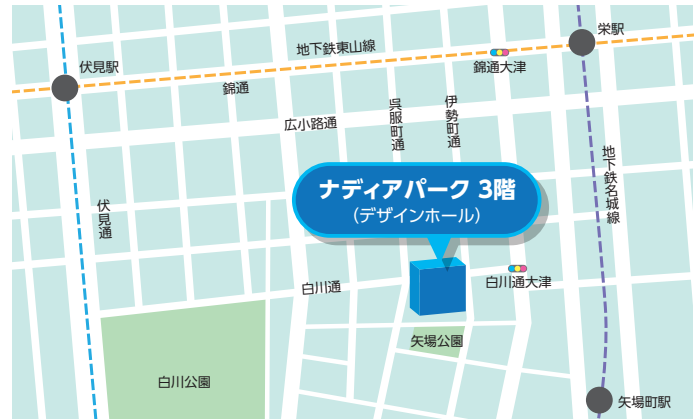 栄駅
地下鉄東山線
伏見駅
錦通大津
錦通
広小路通
呉服町通
伊勢町通
地下鉄名城線
ナディアパーク 3階
(デザインホール)
伏見通
白川通
白川通大津
矢場公園
白川公園
矢場町駅